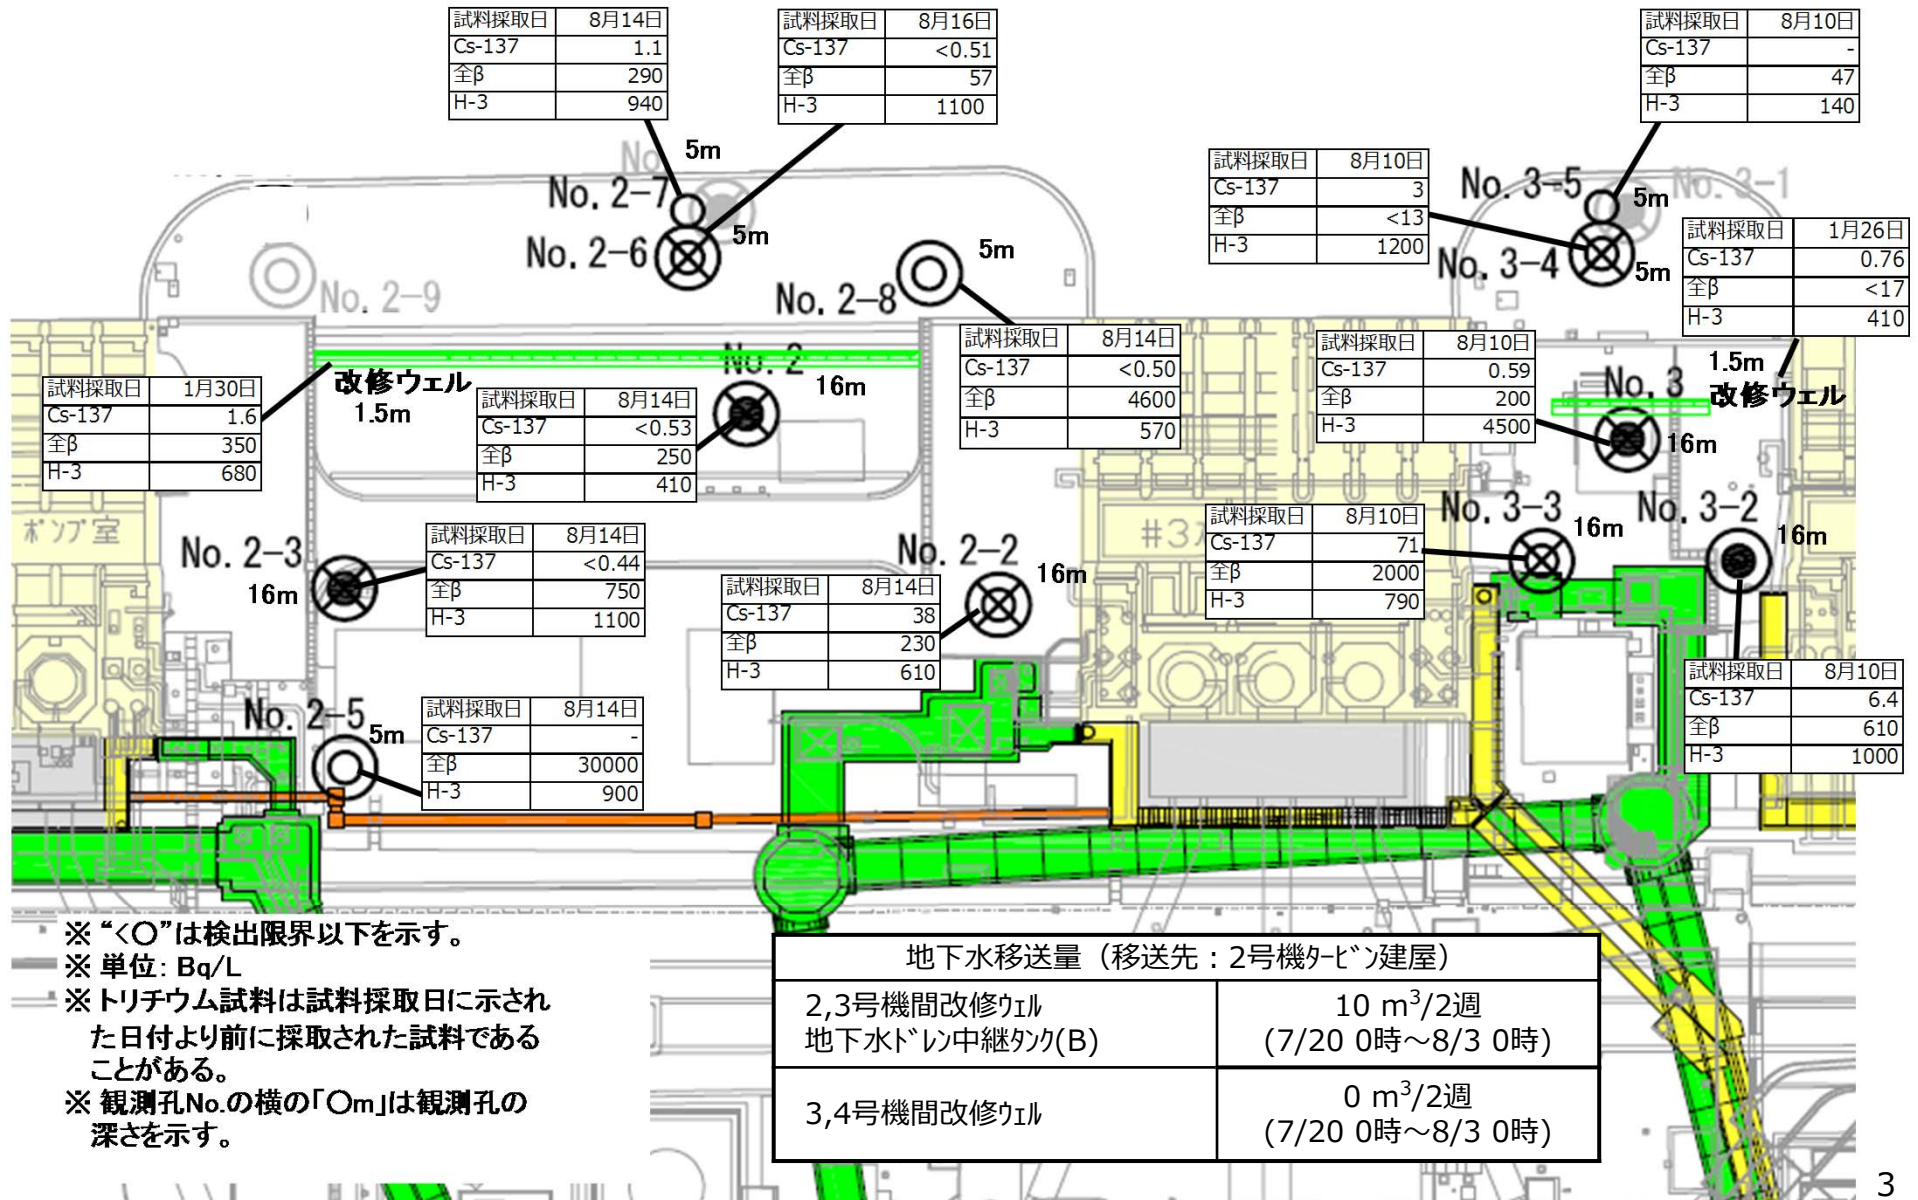 試料採取日 8月14日
Cs-137 1.1
全β 290
H-3 940
試料採取日 8月16日
Cs-137 <0.51
全β 57
H-3 1100
試料採取日 8月10日
Cs-137 -
全β 47
H-3 140
No
5m
No. 2-7
5m
No. 2-6
No. 2-9
No. 2-8
5m
試料採取日 8月10日
Cs-137 3
全β <13
H-3 1200
No. 3-5
5m
No. 3-1
No. 3-4
5m
試料採取日 1月26日
Cs-137 0.76
全β <17
H-3 410
1.5m
改修ウェル
試料採取日 1月30日
Cs-137 1.6
全β 350
H-3 680
改修ウェル
1.5m
No. 2
16m
試料採取日 8月14日
Cs-137 <0.53
全β 250
H-3 410
試料採取日 8月14日
Cs-137 <0.50
全β 4600
H-3 570
試料採取日 8月10日
Cs-137 0.59
全β 200
H-3 4500
No. 3
16m
ポンプ室
No. 2-3
16m
試料採取日 8月14日
Cs-137 <0.44
全β 750
H-3 1100
No. 2-2
16m
試料採取日 8月14日
Cs-137 38
全β 230
H-3 610
#3
試料採取日 8月10日
Cs-137 71
全β 2000
H-3 790
No. 3-3
16m
No. 3-2
16m
試料採取日 8月10日
Cs-137 6.4
全β 610
H-3 1000
No. 2-5
5m
試料採取日 8月14日
Cs-137 -
全β 30000
H-3 900
※ “<〇”は検出限界以下を示す。
※ 単位: Bq/L
※ トリチウム試料は試料採取日に示され
た日付より前に採取された試料である
ことがある。
※ 観測孔No.の横の「〇m」は観測孔の
深さを示す。
地下水移送量（移送先：2号機ﾀｰﾋﾞﾝ建屋）
2,3号機間改修ｳｪﾙ
地下水ﾄﾞﾚﾝ中継ﾀﾝｸ(B)
10 m³/2週
(7/20 0時～8/3 0時)
3,4号機間改修ｳｪﾙ
0 m³/2週
(7/20 0時～8/3 0時)
3